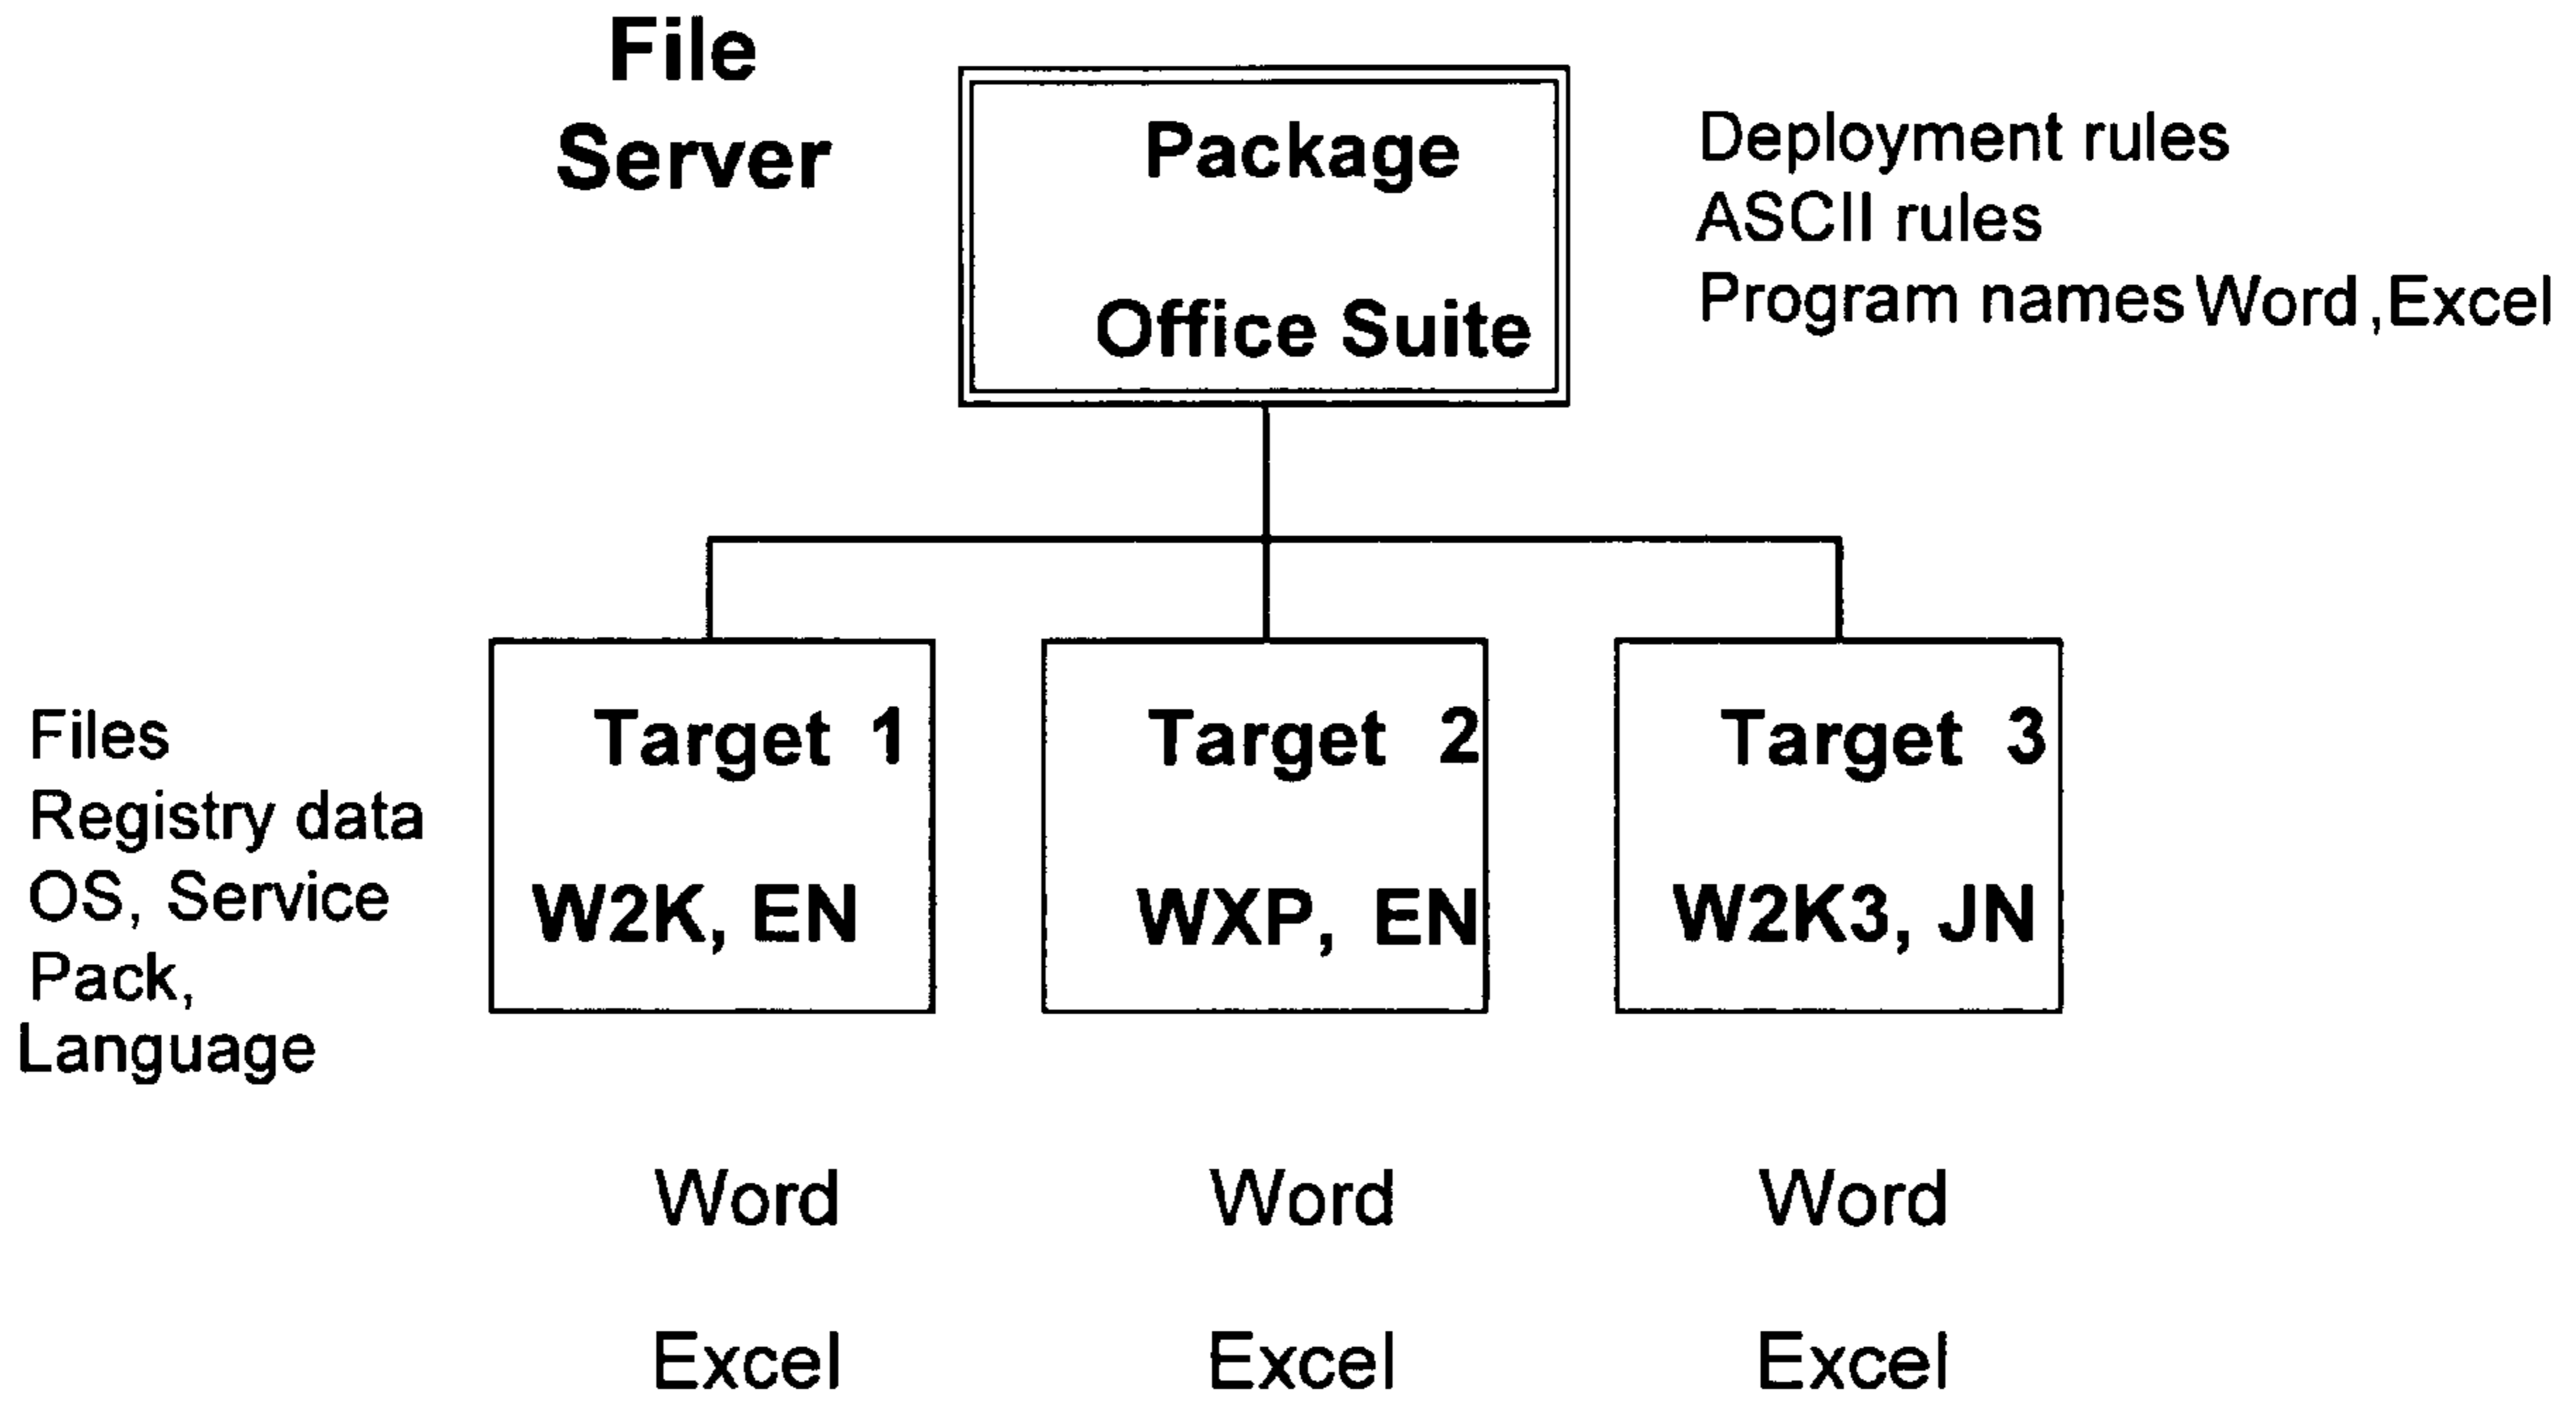 File
Server
Package
Office Suite
Deployment rules
ASCII rules
Program names Word ,Excel
Files
Registry data
OS, Service
Pack,
Language
Target 1
W2K, EN
Target 2
WXP, EN
Target 3
W2K3, JN
Word
Word
Word
Excel
Excel
Excel